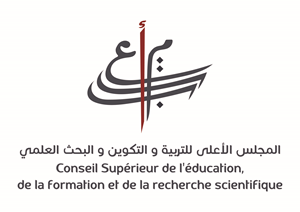 المجلس الأعلى للتربية و التكوين و البحث العلمي
Conseil Supérieur de l'éducation,
de la formation et de la recherche scientifique